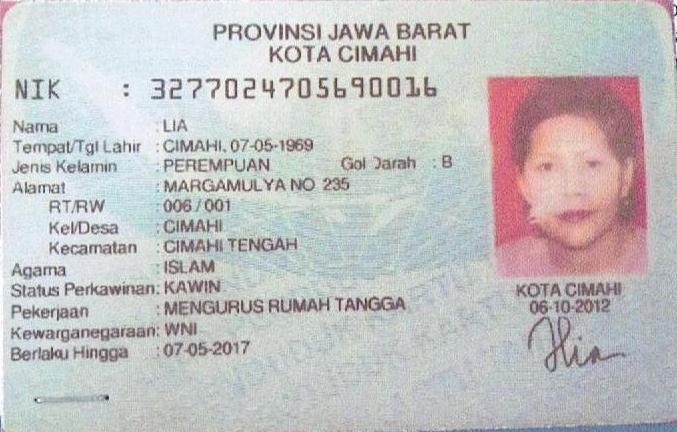 PROVINSI JAWA BARAT
KOTA CIMAHI
NIK : 3277024705690016
Nama : LIA
Tempat/Tgl Lahir : CIMAHI, 07-05-1969
Jenis Kelamin : PEREMPUAN Gol Darah : B
Alamat : MARGAMULYA NO 235
RT/RW : 006 / 001
Kel/Desa : CIMAHI
Kecamatan : CIMAHI TENGAH
Agama : ISLAM
Status Perkawinan: KAWIN
Pekerjaan : MENGURUS RUMAH TANGGA
Kewarganegaraan: WNI
Berlaku Hingga : 07-05-2017
KOTA CIMAHI
06-10-2012
Lia